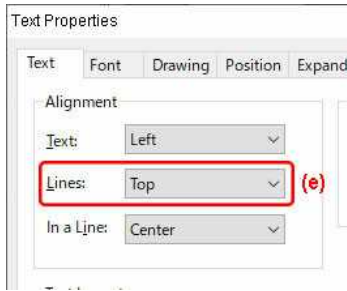 Text Properties
Text Font Drawing Position Expand
Alignment
Text: Left
Lines: Top (e)
In a Line: Center